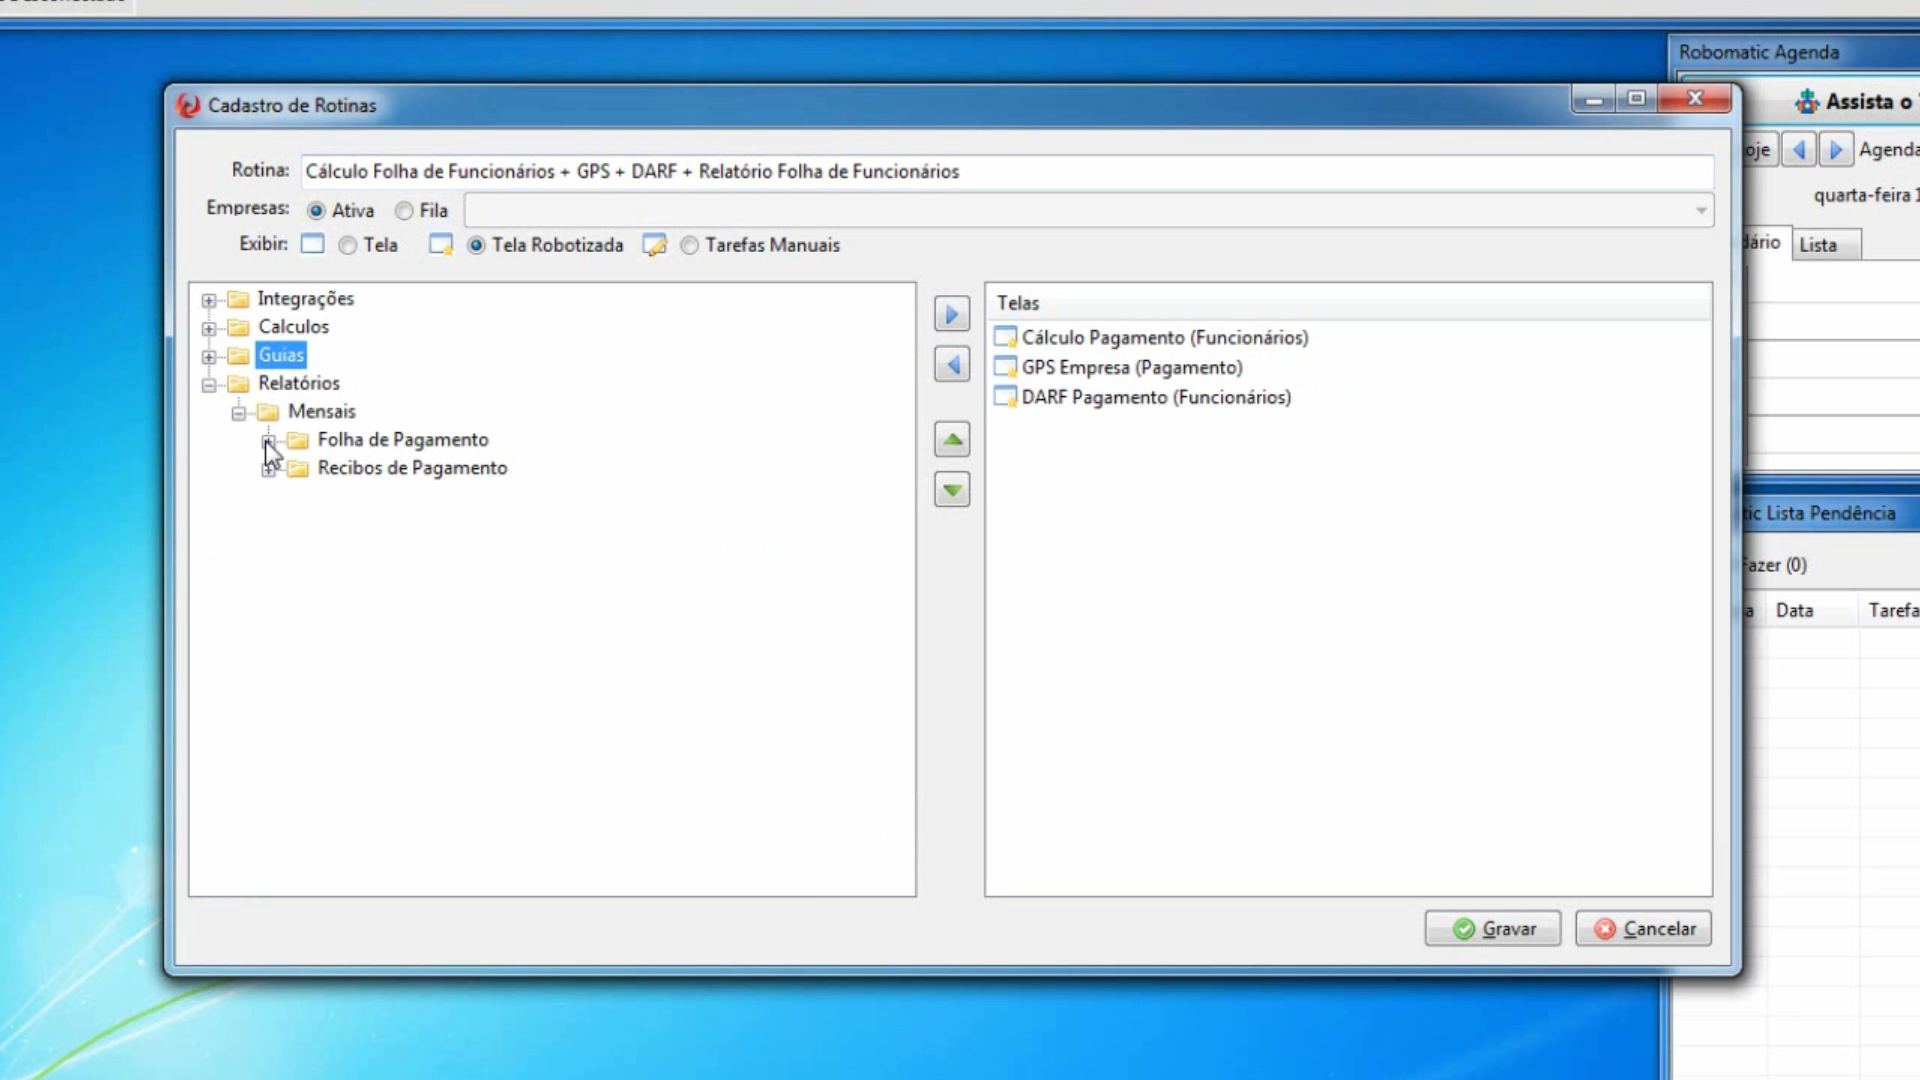 Robomatic Agenda
Cadastro de Rotinas
Assista o
Rotina: Cálculo Folha de Funcionários + GPS + DARF + Relatório Folha de Funcionários
Agenda
Empresas: Ativa Fila
quarta-feira 1
Exibir: Tela Tela Robotizada Tarefas Manuais
Lista
Integrações
Calculos
Guias
Relatórios
Mensais
Folha de Pagamento
Recibos de Pagamento
Telas
Cálculo Pagamento (Funcionários)
GPS Empresa (Pagamento)
DARF Pagamento (Funcionários)
Lista Pendência
Fazer (0)
Data Tarefa
Gravar Cancelar